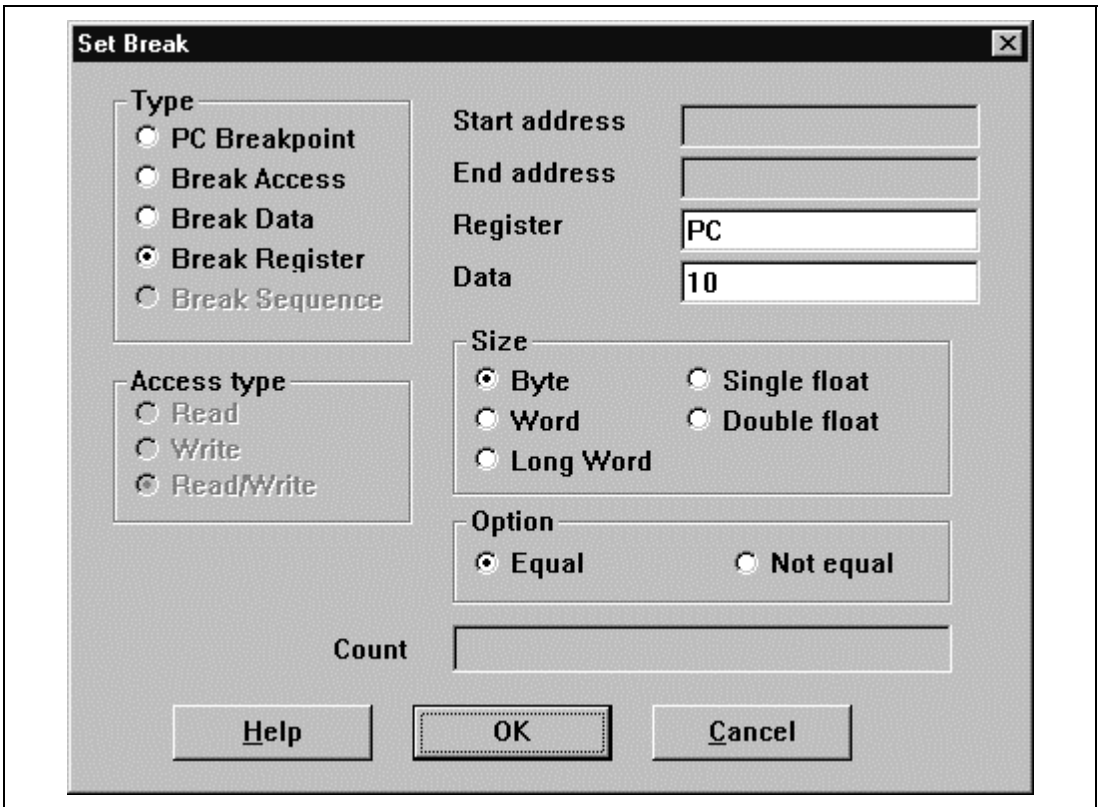 Set Break
Type
PC Breakpoint
Break Access
Break Data
Break Register
Break Sequence
Access type
Read
Write
Read/Write
Start address
End address
Register PC
Data 10
Size
Byte Single float
Word Double float
Long Word
Option
Equal Not equal
Count
Help OK Cancel